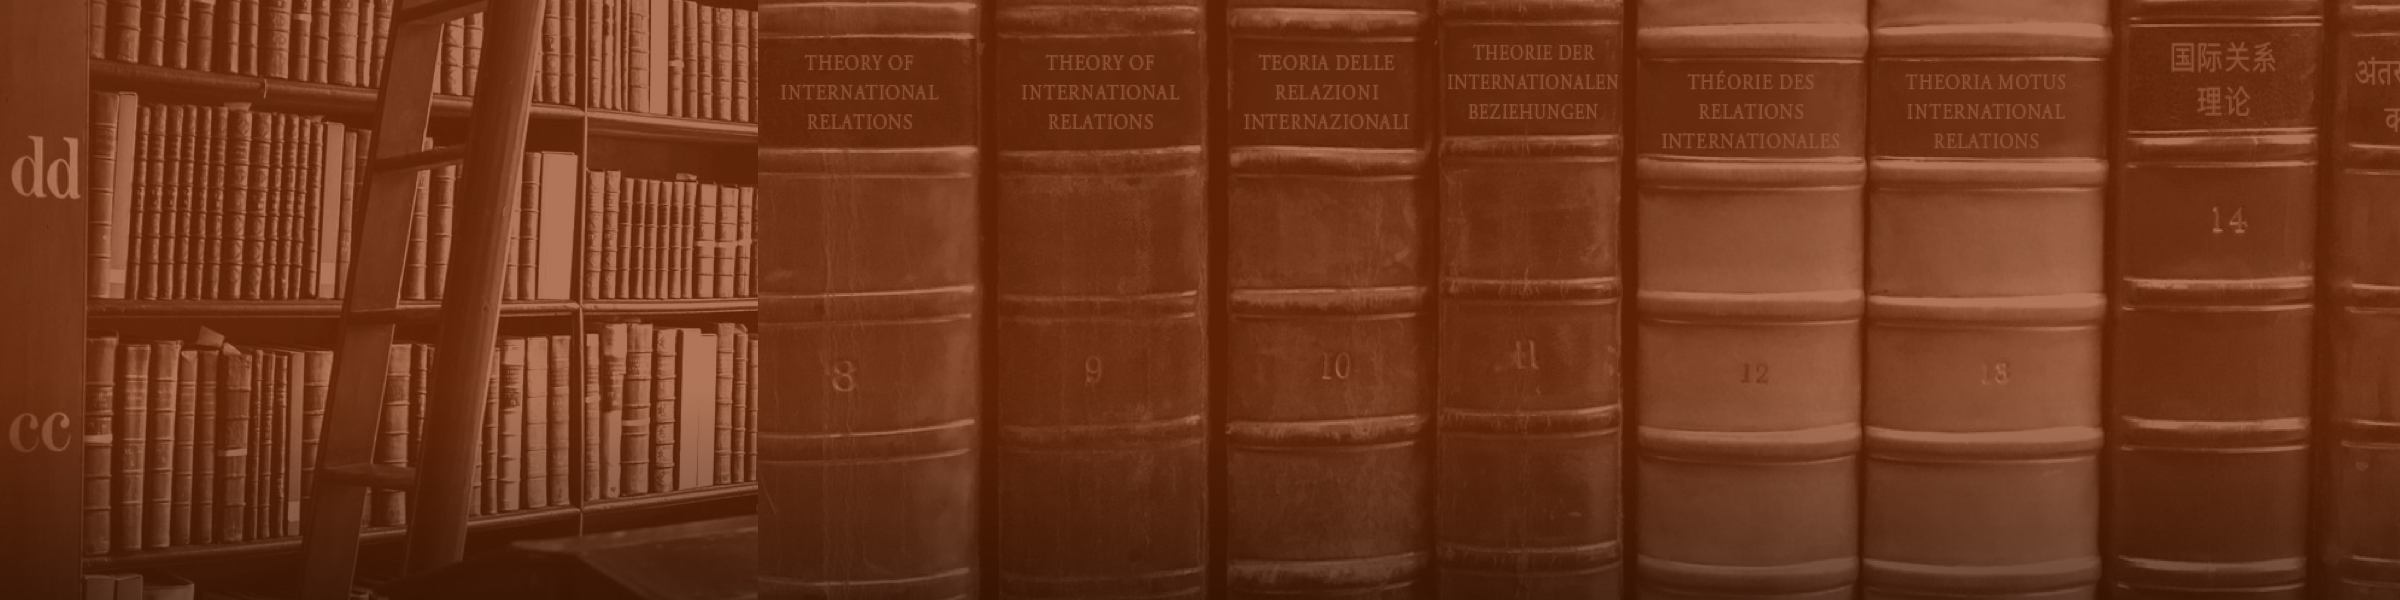 dd
cc
THEORY OF
INTERNATIONAL
RELATIONS
8
THEORY OF
INTERNATIONAL
RELATIONS
9
TEORIA DELLE
RELAZIONI
INTERNAZIONALI
10
THEORIE DER
INTERNATIONALEN
BEZIEHUNGEN
11
THÉORIE DES
RELATIONS
INTERNATIONALES
12
THEORIA MOTUS
INTERNATIONAL
RELATIONS
13
国际关系
理论
14